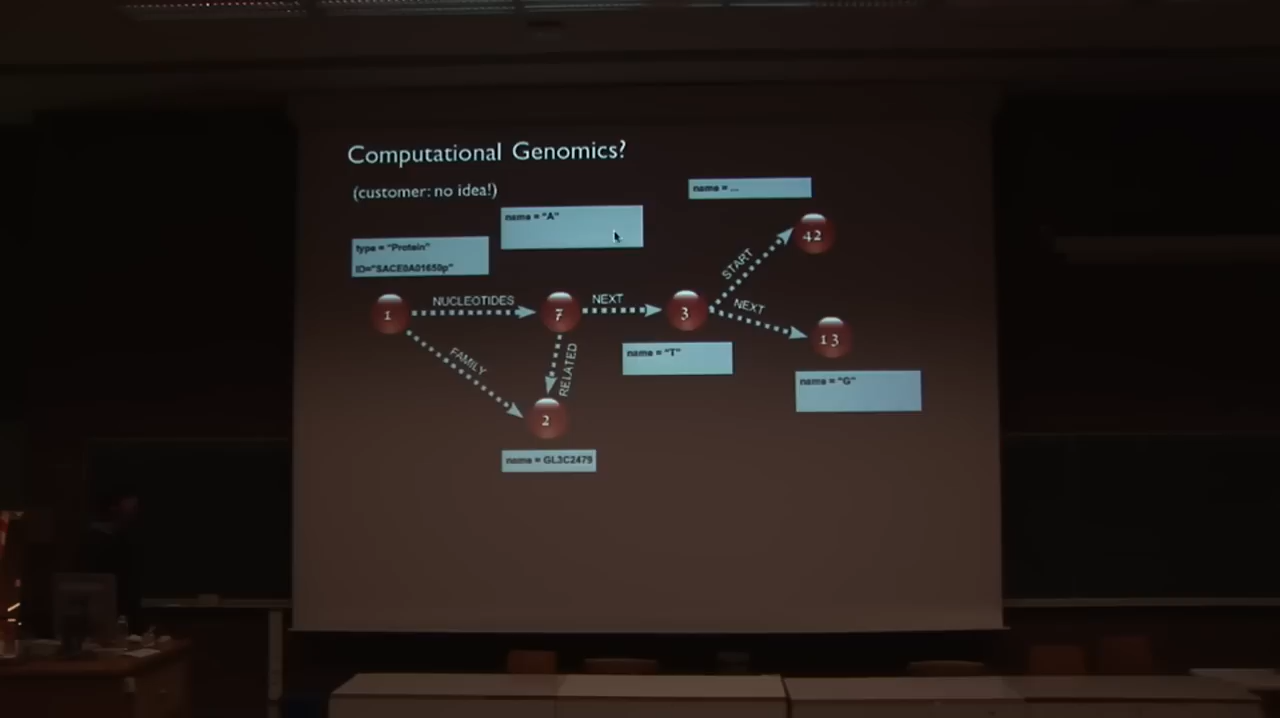 Computational Genomics?
(customer: no idea!)
name = ...
name = "A"
type = "Protein"
ID="SACE0A01650p"
42
START
1
NUCLEOTIDES
7
NEXT
3
NEXT
13
FAMILY
RELATED
name = "T"
name = "G"
2
name = GL3C2479